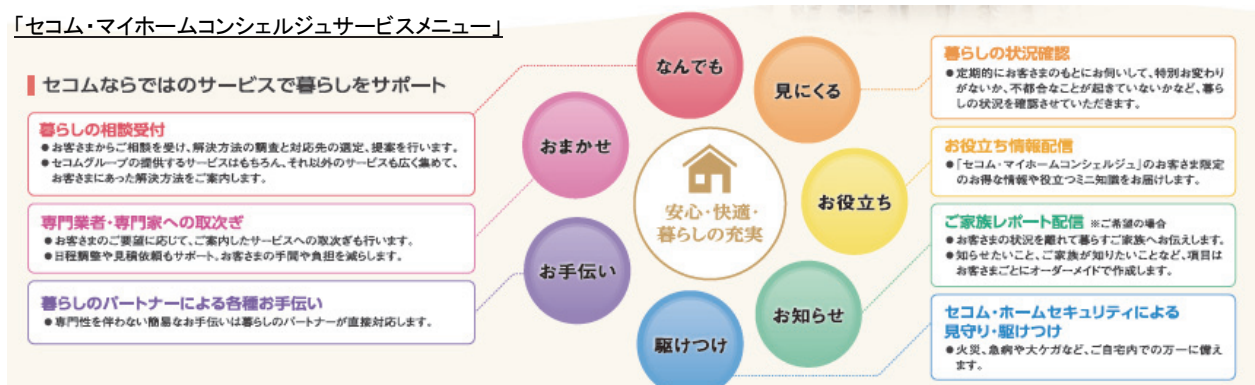 「セコム・マイホームコンシェルジュサービスメニュー」
セコムならではのサービスで暮らしをサポート
暮らしの相談受付
●お客さまからご相談を受け、解決方法の調査と対応先の選定、提案を行います。
●セコムグループの提供するサービスはもちろん、それ以外のサービスも広く集めて、
お客さまにあった解決方法をご案内します。
専門業者・専門家への取次ぎ
●お客さまのご要望に応じて、ご案内したサービスへの取次ぎも行います。
●日程調整や見積依頼もサポート、お客さまの手間や負担を減らします。
暮らしのパートナーによる各種お手伝い
●専門性を伴わない簡易なお手伝いは暮らしのパートナーが直接対応します。
なんでも
見にくる
おまかせ
お役立ち
お手伝い
お知らせ
駆けつけ
安心・快適・
暮らしの充実
暮らしの状況確認
●定期的にお客さまのもとにお伺いして、特別お変わり
がないか、不都合なことが起きていないかなど、暮ら
しの状況を確認させていただきます。
お役立ち情報配信
●「セコム・マイホームコンシェルジュ」のお客さま限定
のお得な情報や役立つミニ知識をお届けします。
ご家族レポート配信 ※ご希望の場合
●お客さまの状況を離れて暮らすご家族へお伝えします。
●知らせたいこと、ご家族が知りたいことなど、項目は
お客さまごとにオーダーメイドで作成します。
セコム・ホームセキュリティによる
見守り・駆けつけ
●火災、急病や大ケガなど、ご自宅内での万一に備え
ます。